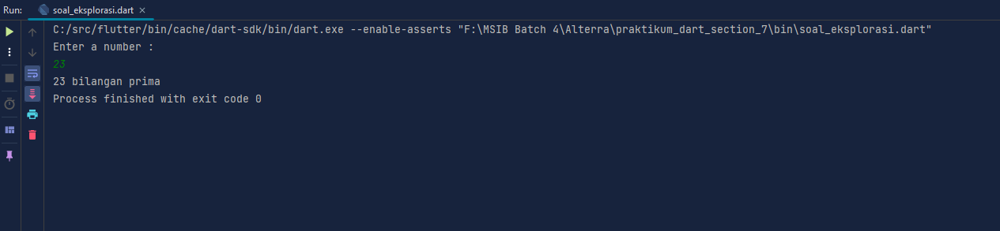 Run: soal_eksplorasi.dart
C:/src/flutter/bin/cache/dart-sdk/bin/dart.exe --enable-asserts "F:\MSIB Batch 4\Alterra\praktikum_dart_section_7\bin\soal_eksplorasi.dart"
Enter a number :
23
23 bilangan prima
Process finished with exit code 0